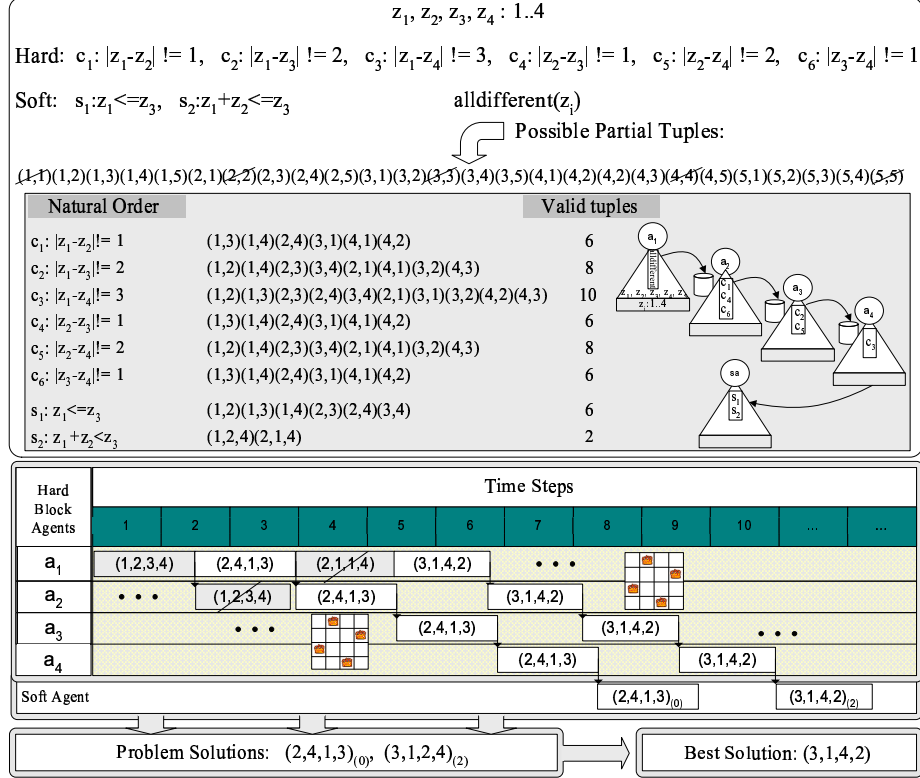 z1, z2, z3, z4 : 1..4
Hard: c1: |z1-z2| != 1, c2: |z1-z3| != 2, c3: |z1-z4| != 3, c4: |z2-z3| != 1, c5: |z2-z4| != 2, c6: |z3-z4| != 1
Soft: s1:z1<=z3, s2:z1+z2<=z3 alldifferent(zi)
Possible Partial Tuples:
(1,1)(1,2)(1,3)(1,4)(1,5)(2,1)(2,2)(2,3)(2,4)(2,5)(3,1)(3,2)(3,3)(3,4)(3,5)(4,1)(4,2)(4,2)(4,3)(4,4)(4,5)(5,1)(5,2)(5,3)(5,4)(5,5)
Natural Order Valid tuples
c1: |z1-z2|!= 1 (1,3)(1,4)(2,4)(3,1)(4,1)(4,2) 6
c2: |z1-z3|!= 2 (1,2)(1,4)(2,3)(3,4)(2,1)(4,1)(3,2)(4,3) 8
c3: |z1-z4|!= 3 (1,2)(1,3)(2,3)(2,4)(3,4)(2,1)(3,1)(3,2)(4,2)(4,3) 10
c4: |z2-z3|!= 1 (1,3)(1,4)(2,4)(3,1)(4,1)(4,2) 6
c5: |z2-z4|!= 2 (1,2)(1,4)(2,3)(3,4)(2,1)(4,1)(3,2)(4,3) 8
c6: |z3-z4|!= 1 (1,3)(1,4)(2,4)(3,1)(4,1)(4,2) 6
s1: z1<=z3 (1,2)(1,3)(1,4)(2,3)(2,4)(3,4) 6
s2: z1+z2<z3 (1,2,4)(2,1,4) 2
a1
alldifferent
z1, z2, z3, z4, z
zi:1..4
a2
c1
c4
c6
a3
c2
c5
a4
c3
sa
s1
s2
Hard Block Agents
Time Steps
1 2 3 4 5 6 7 8 9 10 ... ...
a1 (1,2,3,4) (2,4,1,3) (2,1,1,4) (3,1,4,2) • • •
a2 • • • (1,2,3,4) (2,4,1,3) (3,1,4,2)
a3 • • • (2,4,1,3) (3,1,4,2) • • •
a4 (2,4,1,3) (3,1,4,2)
Soft Agent (2,4,1,3)(0) (3,1,4,2)(2)
Problem Solutions: (2,4,1,3)(0), (3,1,2,4)(2)
Best Solution: (3,1,4,2)